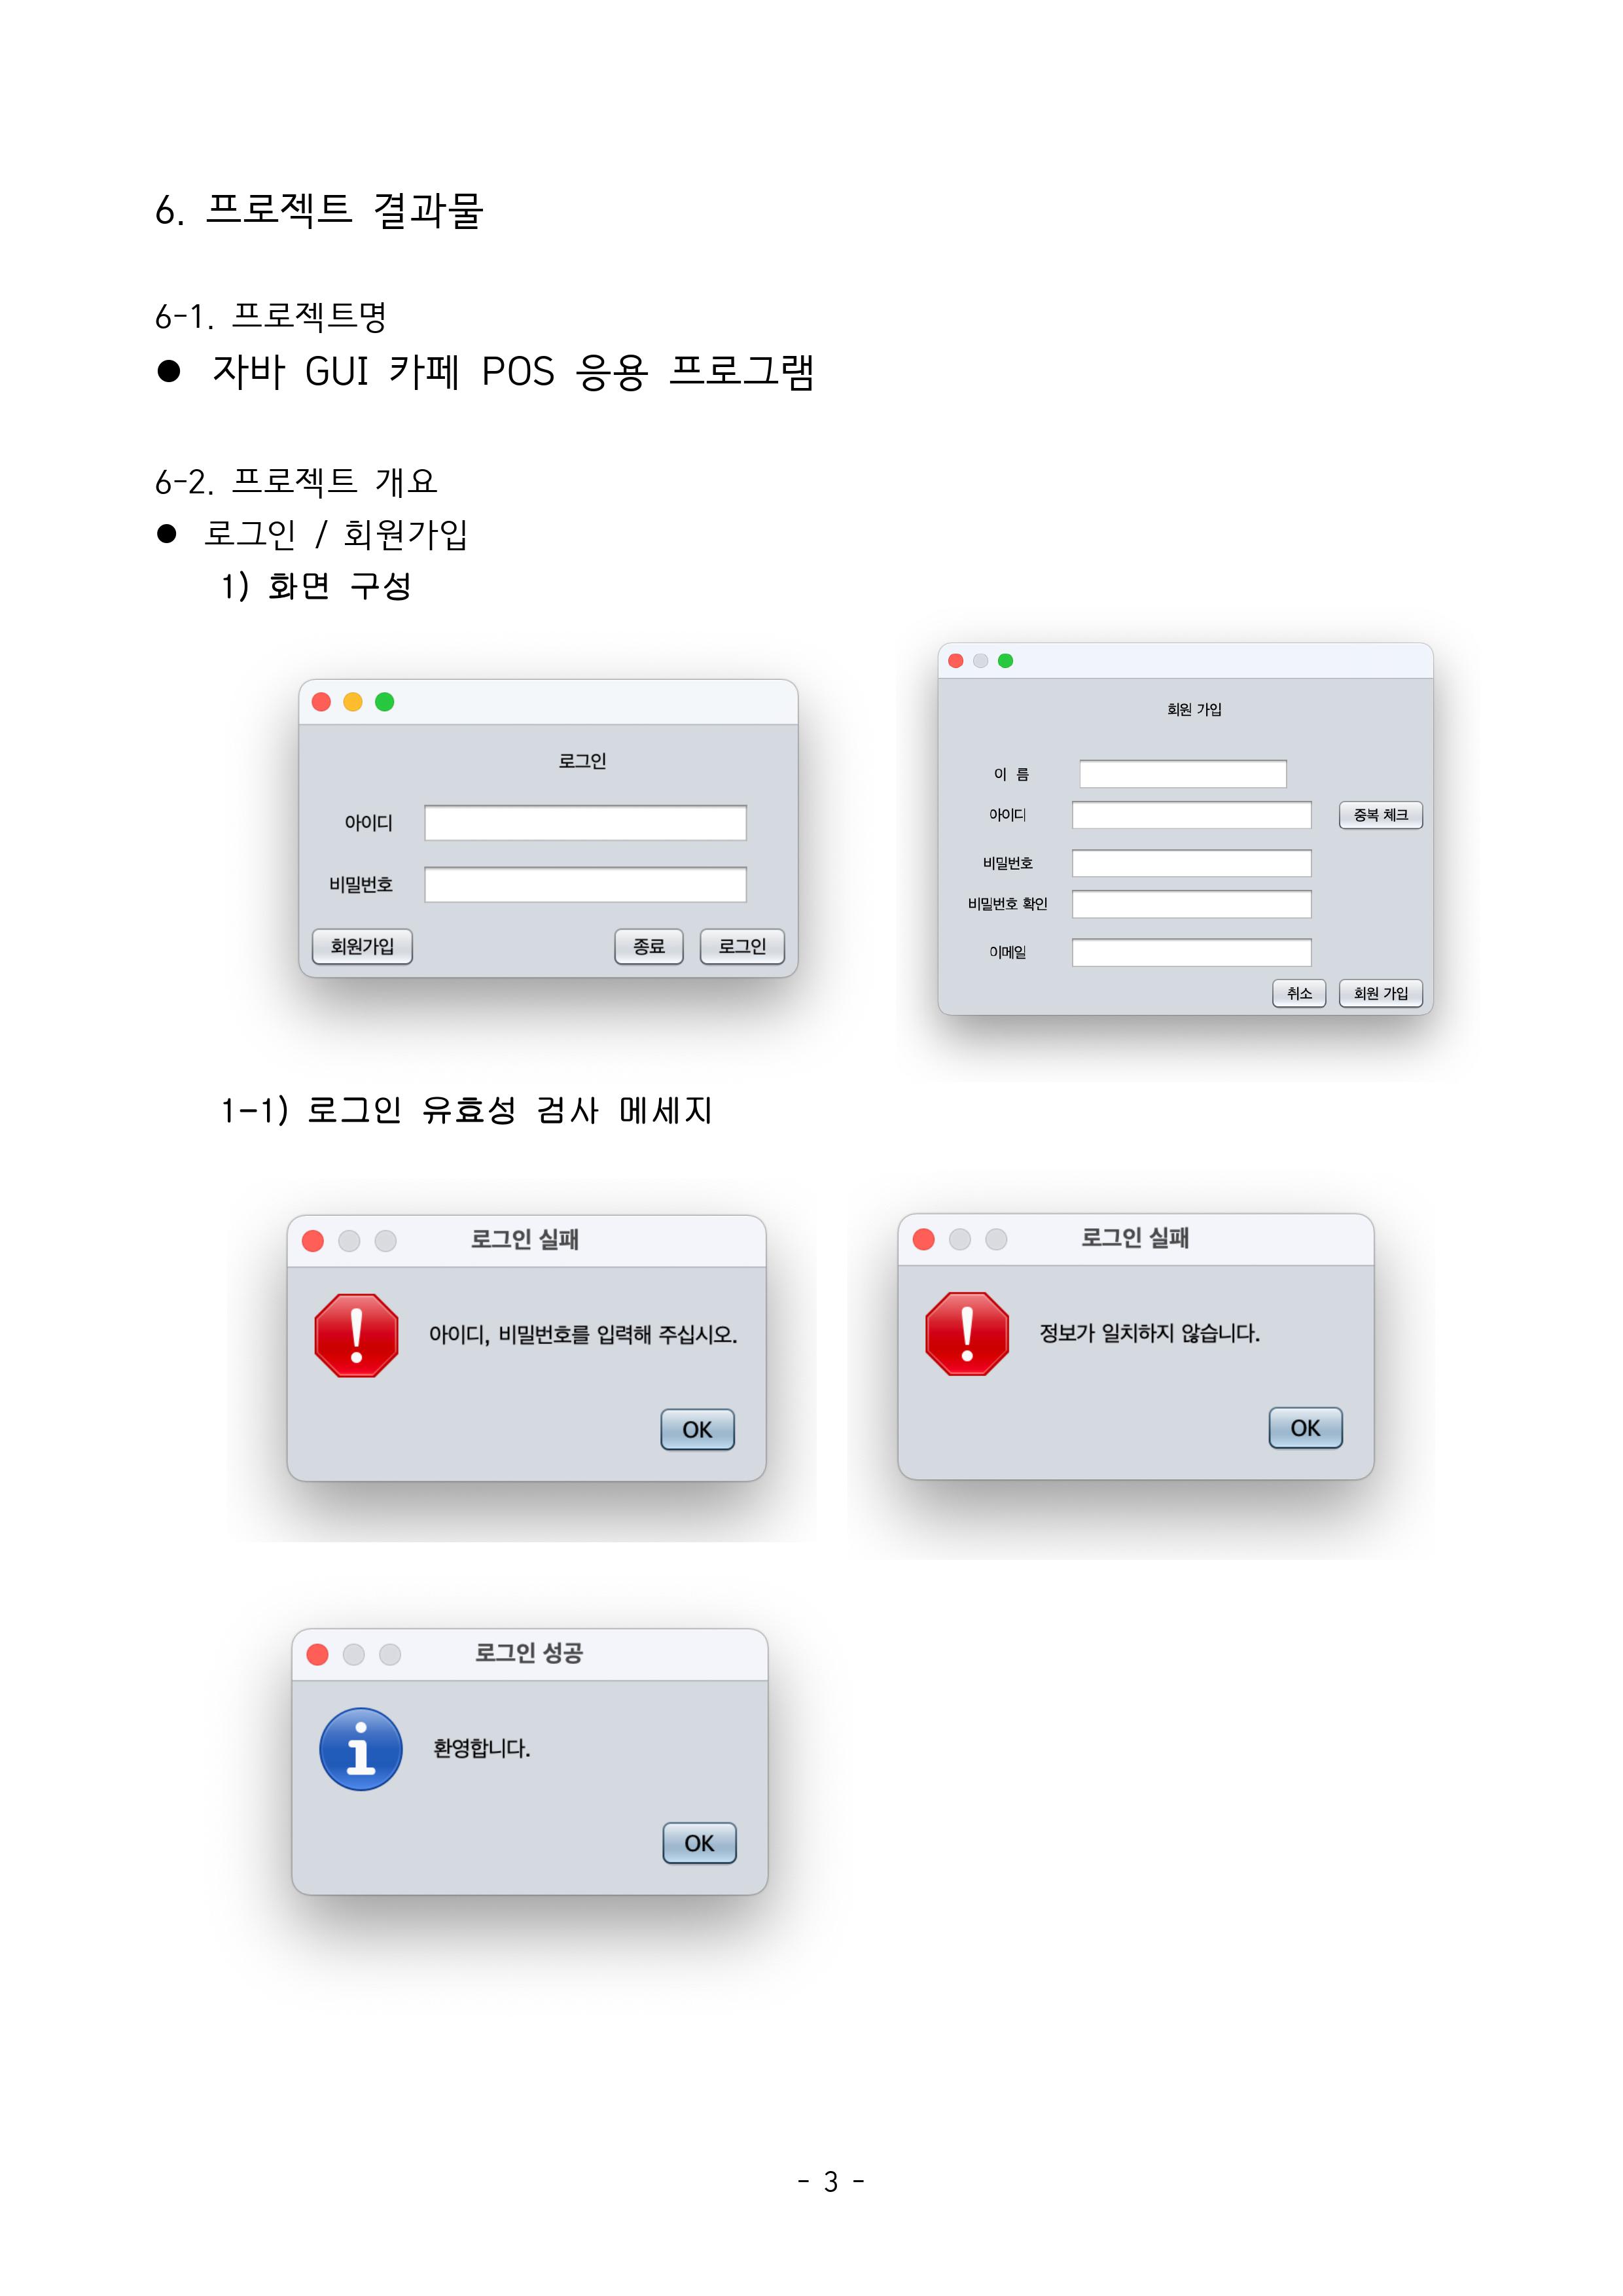 6. 프로젝트 결과물
6-1. 프로젝트명
● 자바 GUI 카페 POS 응용 프로그램
6-2. 프로젝트 개요
● 로그인 / 회원가입
1) 화면 구성
로그인
아이디
비밀번호
회원가입 종료 로그인
회원 가입
이 름
아이디 중복 체크
비밀번호
비밀번호 확인
이메일
취소 회원 가입
1-1) 로그인 유효성 검사 메세지
로그인 실패
아이디, 비밀번호를 입력해 주십시오.
OK
로그인 실패
정보가 일치하지 않습니다.
OK
로그인 성공
환영합니다.
OK
- 3 -